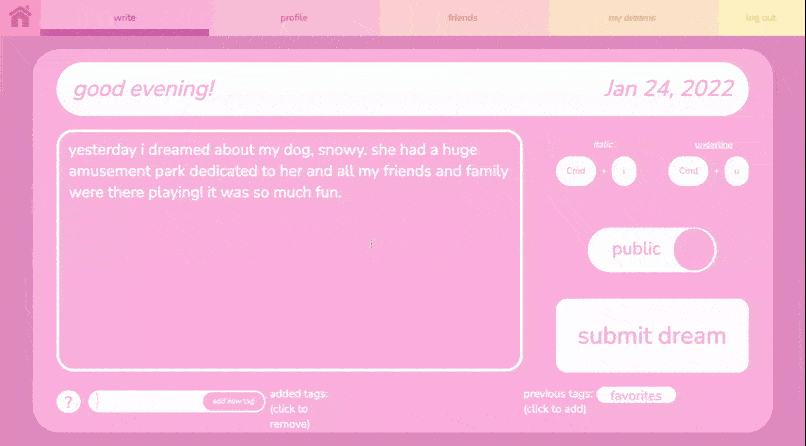 write profile friends my dreams log out
good evening! Jan 24, 2022
yesterday i dreamed about my dog, snowy. she had a huge
amusement park dedicated to her and all my friends and family
were there playing! it was so much fun.
italic underline
Cmd + i Cmd + u
public
submit dream
? add new tag added tags: previous tags: favorites
(click to (click to add)
remove)